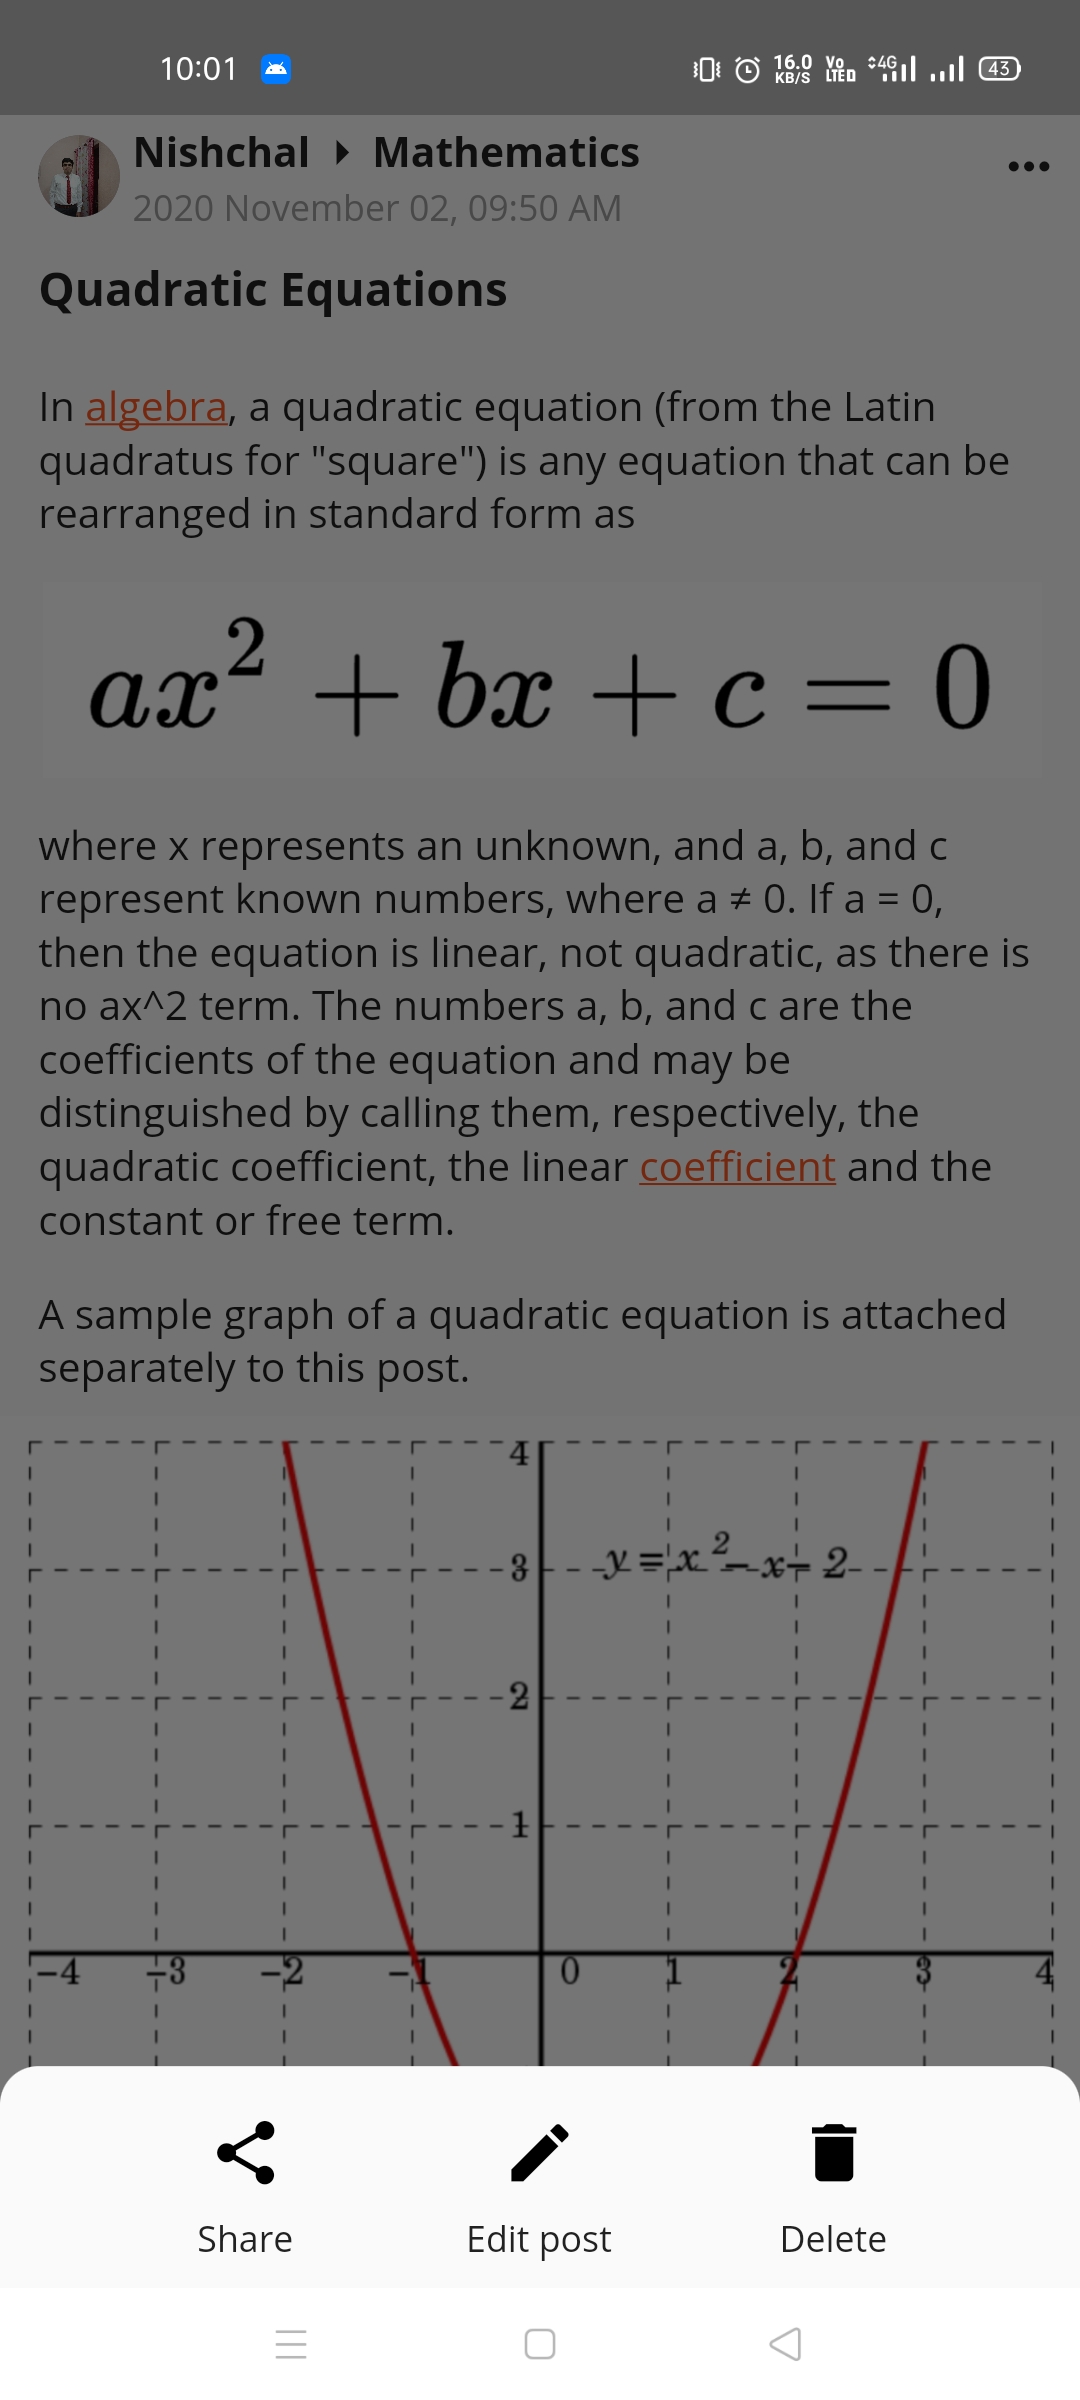 10:01 16.0 KB/S Vo LTE D 4G 43
Nishchal Mathematics
2020 November 02, 09:50 AM
Quadratic Equations
In algebra, a quadratic equation (from the Latin
quadratus for "square") is any equation that can be
rearranged in standard form as
ax² + bx + c = 0
where x represents an unknown, and a, b, and c
represent known numbers, where a ≠ 0. If a = 0,
then the equation is linear, not quadratic, as there is
no ax^2 term. The numbers a, b, and c are the
coefficients of the equation and may be
distinguished by calling them, respectively, the
quadratic coefficient, the linear coefficient and the
constant or free term.
A sample graph of a quadratic equation is attached
separately to this post.
4
3 y = x² – x – 2
2
1
–4 –3 –2 –1 0 1 2 3 4
Share Edit post Delete